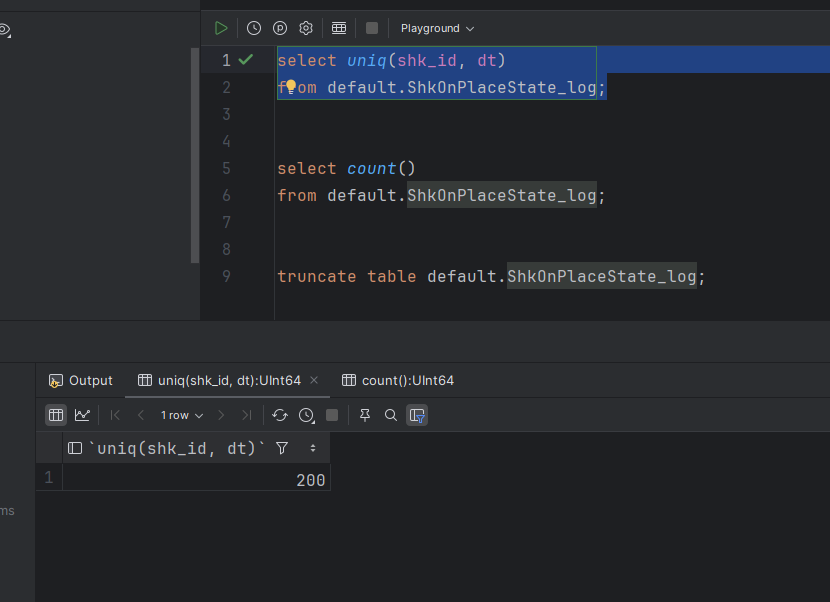 Playground
1 select uniq(shk_id, dt)
2 from default.ShkOnPlaceState_log;
3
4
5 select count()
6 from default.ShkOnPlaceState_log;
7
8
9 truncate table default.ShkOnPlaceState_log;
Output uniq(shk_id, dt):UInt64 count():UInt64
1 row
`uniq(shk_id, dt)`
1 200
ms